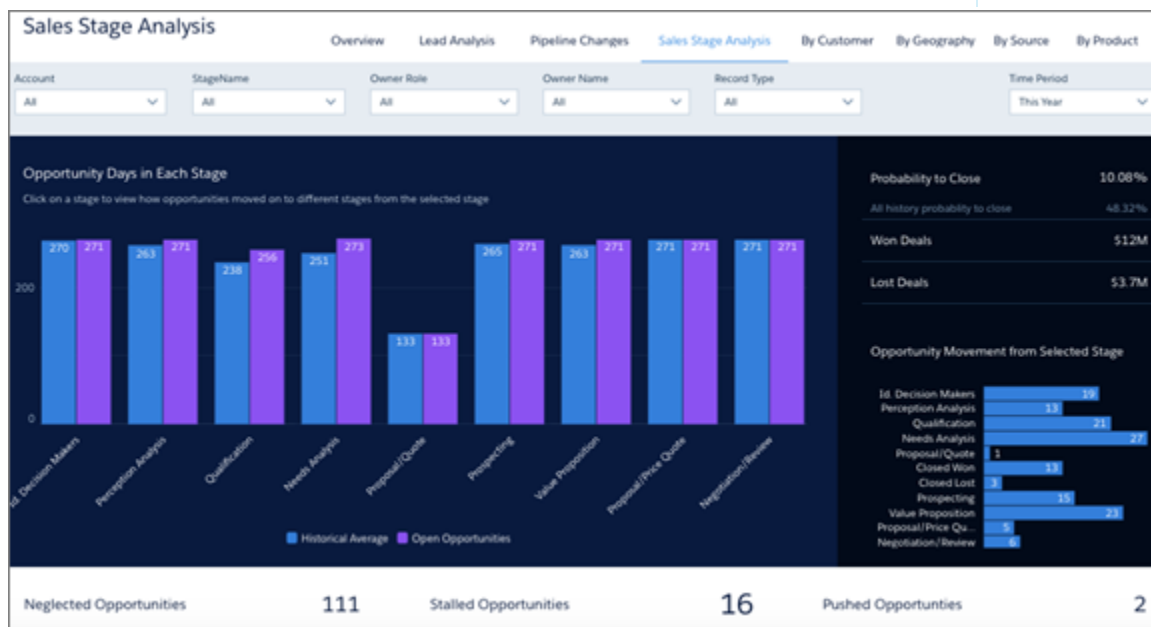 Sales Stage Analysis
Overview Lead Analysis Pipeline Changes Sales Stage Analysis By Customer By Geography By Source By Product
Account StageName Owner Role Owner Name Record Type Time Period
All All All All All This Year
Opportunity Days in Each Stage
Click on a stage to view how opportunities moved on to different stages from the selected stage
270 271 263 271 238 256 251 273 133 133 265 271 263 271 271 271 271 271
200
0
Id. Decision Makers Perception Analysis Qualification Needs Analysis Proposal/Quote Prospecting Value Proposition Proposal/Price Quote Negotiation/Review
Historical Average Open Opportunities
Probability to Close 10.08%
All history probablity to close 48.32%
Won Deals $12M
Lost Deals $3.7M
Opportunity Movement from Selected Stage
Id. Decision Makers 19
Perception Analysis 13
Qualification 21
Needs Analysis 27
Proposal/Quote 1
Closed Won 13
Closed Lost 3
Prospecting 15
Value Proposition 23
Proposal/Price Qu... 5
Negotiation/Review 6
Neglected Opportunities 111 Stalled Opportunities 16 Pushed Opportunties 2